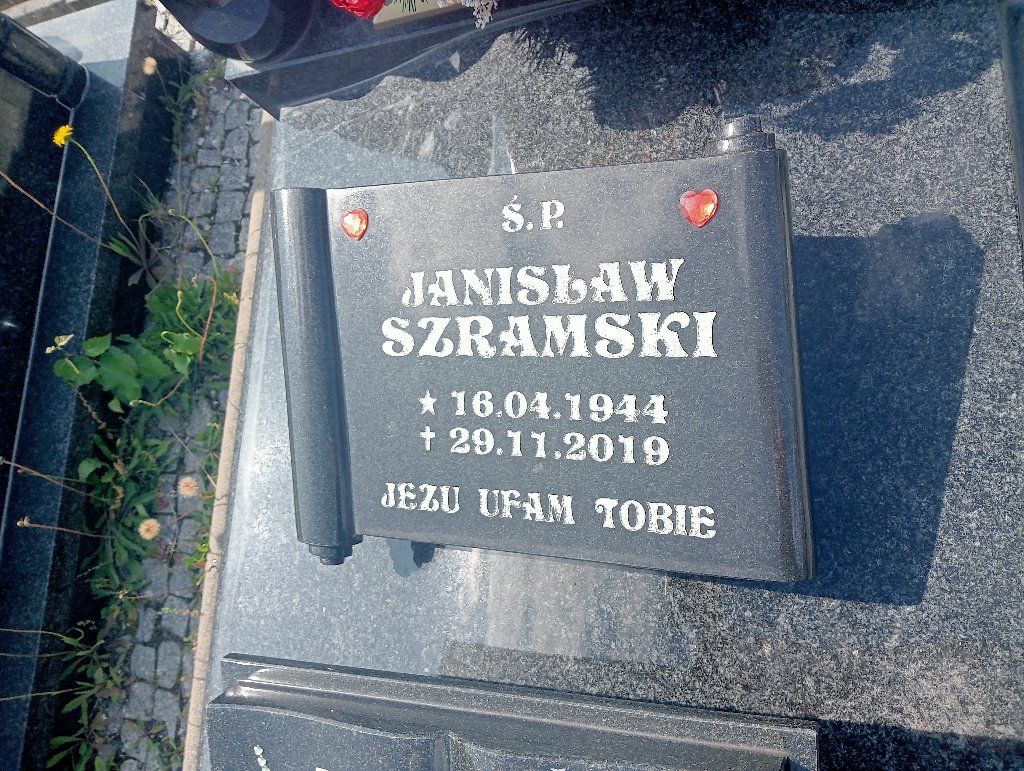 Ś.P.
JANISŁAW
SZRAMSKI
★ 16.04.1944
✝ 29.11.2019
JEZU UFAM TOBIE